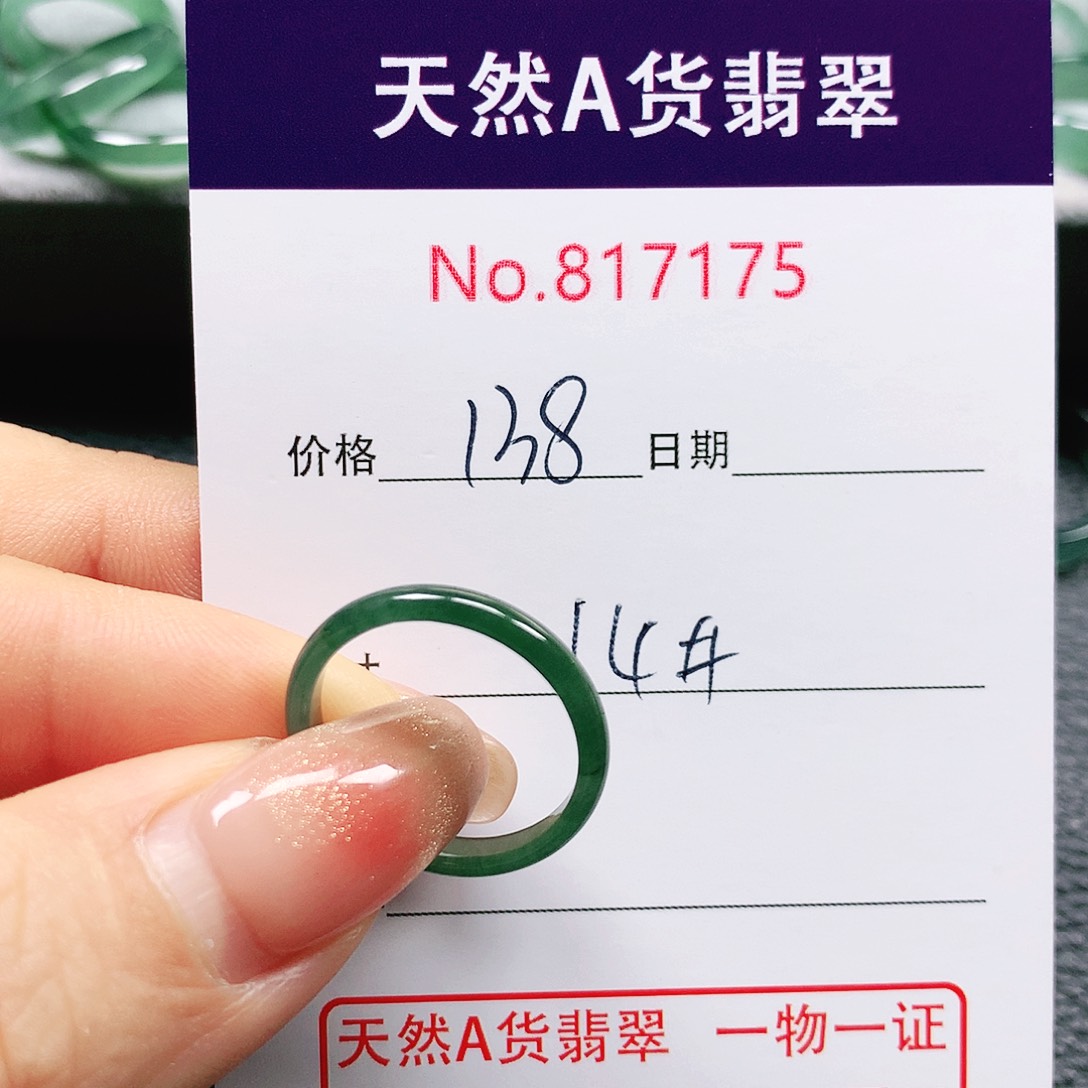 天然A货翡翠
No.817175
价格 138 日期
14#
天然A货翡翠 一物一证